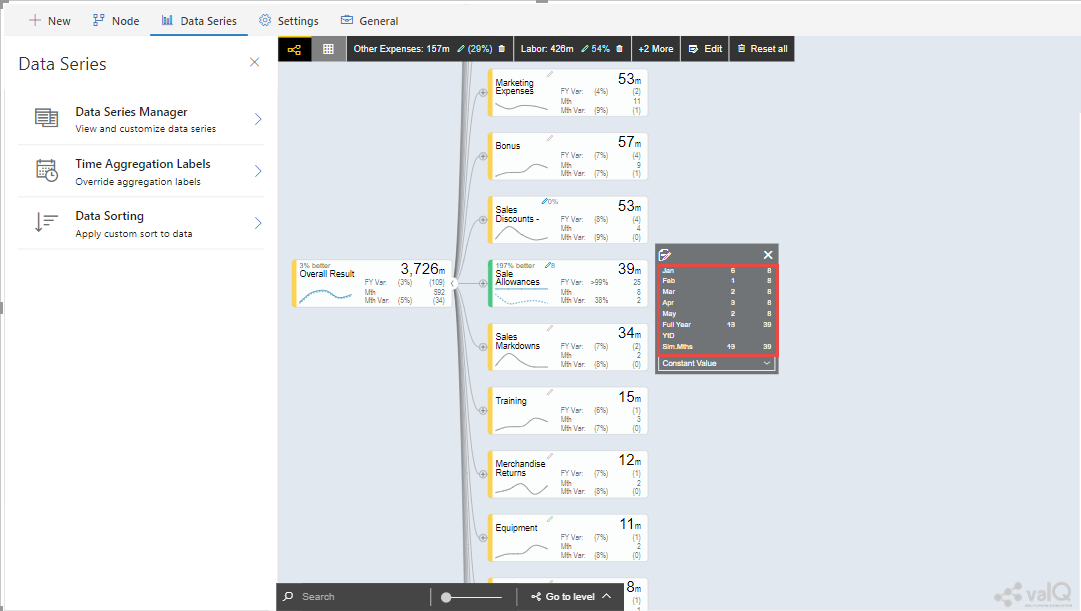 New Node Data Series Settings General
Data Series
Data Series Manager
View and customize data series
Time Aggregation Labels
Override aggregation labels
Data Sorting
Apply custom sort to data
Other Expenses: 157m (29%) Labor: 426m 54% +2 More Edit Reset all
3% better
Overall Result 3,726m
FY Var: (3%) (109)
Mth 592
Mth Var: (5%) (34)
Marketing Expenses 53m
FY Var: (4%) (2)
Mth 11
Mth Var: (9%) (1)
Bonus 57m
FY Var: (7%) (4)
Mth 9
Mth Var: (7%) (1)
0%
Sales Discounts - 53m
FY Var: (8%) (4)
Mth 4
Mth Var: (9%) (0)
197% better 8
Sale Allowances 39m
FY Var: >99% 25
Mth 8
Mth Var: 38% 2
Sales Markdowns 34m
FY Var: (7%) (2)
Mth 2
Mth Var: (8%) (0)
Training 15m
FY Var: (6%) (1)
Mth 3
Mth Var: (7%) (0)
Merchandise Returns 12m
FY Var: (7%) (1)
Mth 2
Mth Var: (8%) (0)
Equipment 11m
FY Var: (7%) (1)
Mth 2
Mth Var: (8%) (0)
8m
(1)
Jan 6 8
Feb 1 8
Mar 2 8
Apr 3 8
May 2 8
Full Year 13 39
YtD
Sim.Mths 13 39
Constant Value
Search Go to level
valQ